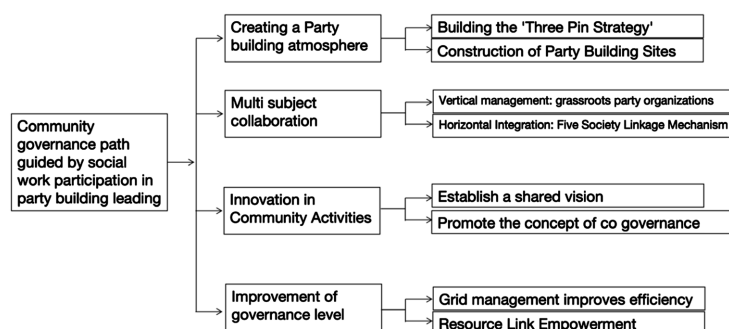 Creating a Party
building atmosphere
Building the 'Three Pin Strategy'
Construction of Party Building Sites
Multi subject
collaboration
Vertical management: grassroots party organizations
Horizontal Integration: Five Society Linkage Mechanism
Community
governance path
guided by social
work participation in
party building leading
Innovation in
Community Activities
Establish a shared vision
Promote the concept of co governance
Improvement of
governance level
Grid management improves efficiency
Resource Link Empowerment